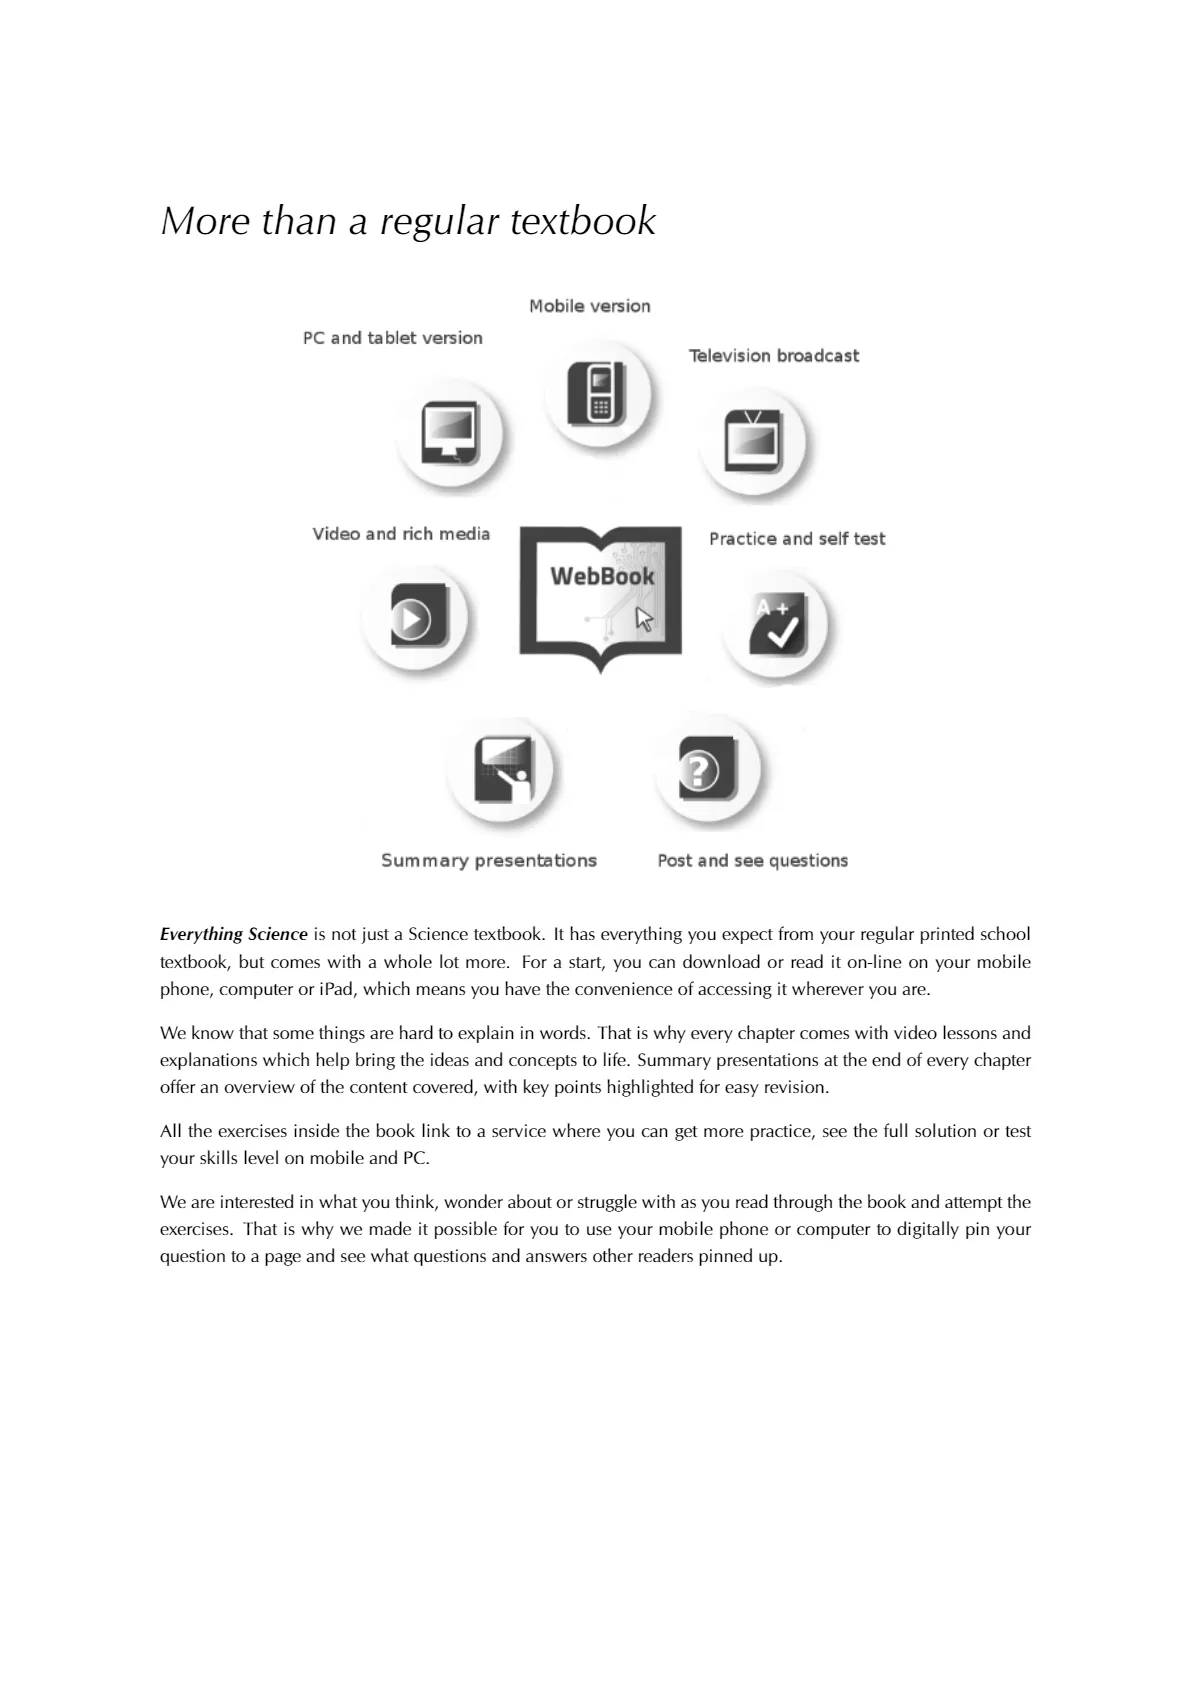 More than a regular textbook
Mobile version
PC and tablet version
Television broadcast
Video and rich media
WebBook
Practice and self test
A +
?
Summary presentations
Post and see questions
Everything Science is not just a Science textbook. It has everything you expect from your regular printed school
textbook, but comes with a whole lot more. For a start, you can download or read it on-line on your mobile
phone, computer or iPad, which means you have the convenience of accessing it wherever you are.
We know that some things are hard to explain in words. That is why every chapter comes with video lessons and
explanations which help bring the ideas and concepts to life. Summary presentations at the end of every chapter
offer an overview of the content covered, with key points highlighted for easy revision.
All the exercises inside the book link to a service where you can get more practice, see the full solution or test
your skills level on mobile and PC.
We are interested in what you think, wonder about or struggle with as you read through the book and attempt the
exercises. That is why we made it possible for you to use your mobile phone or computer to digitally pin your
question to a page and see what questions and answers other readers pinned up.